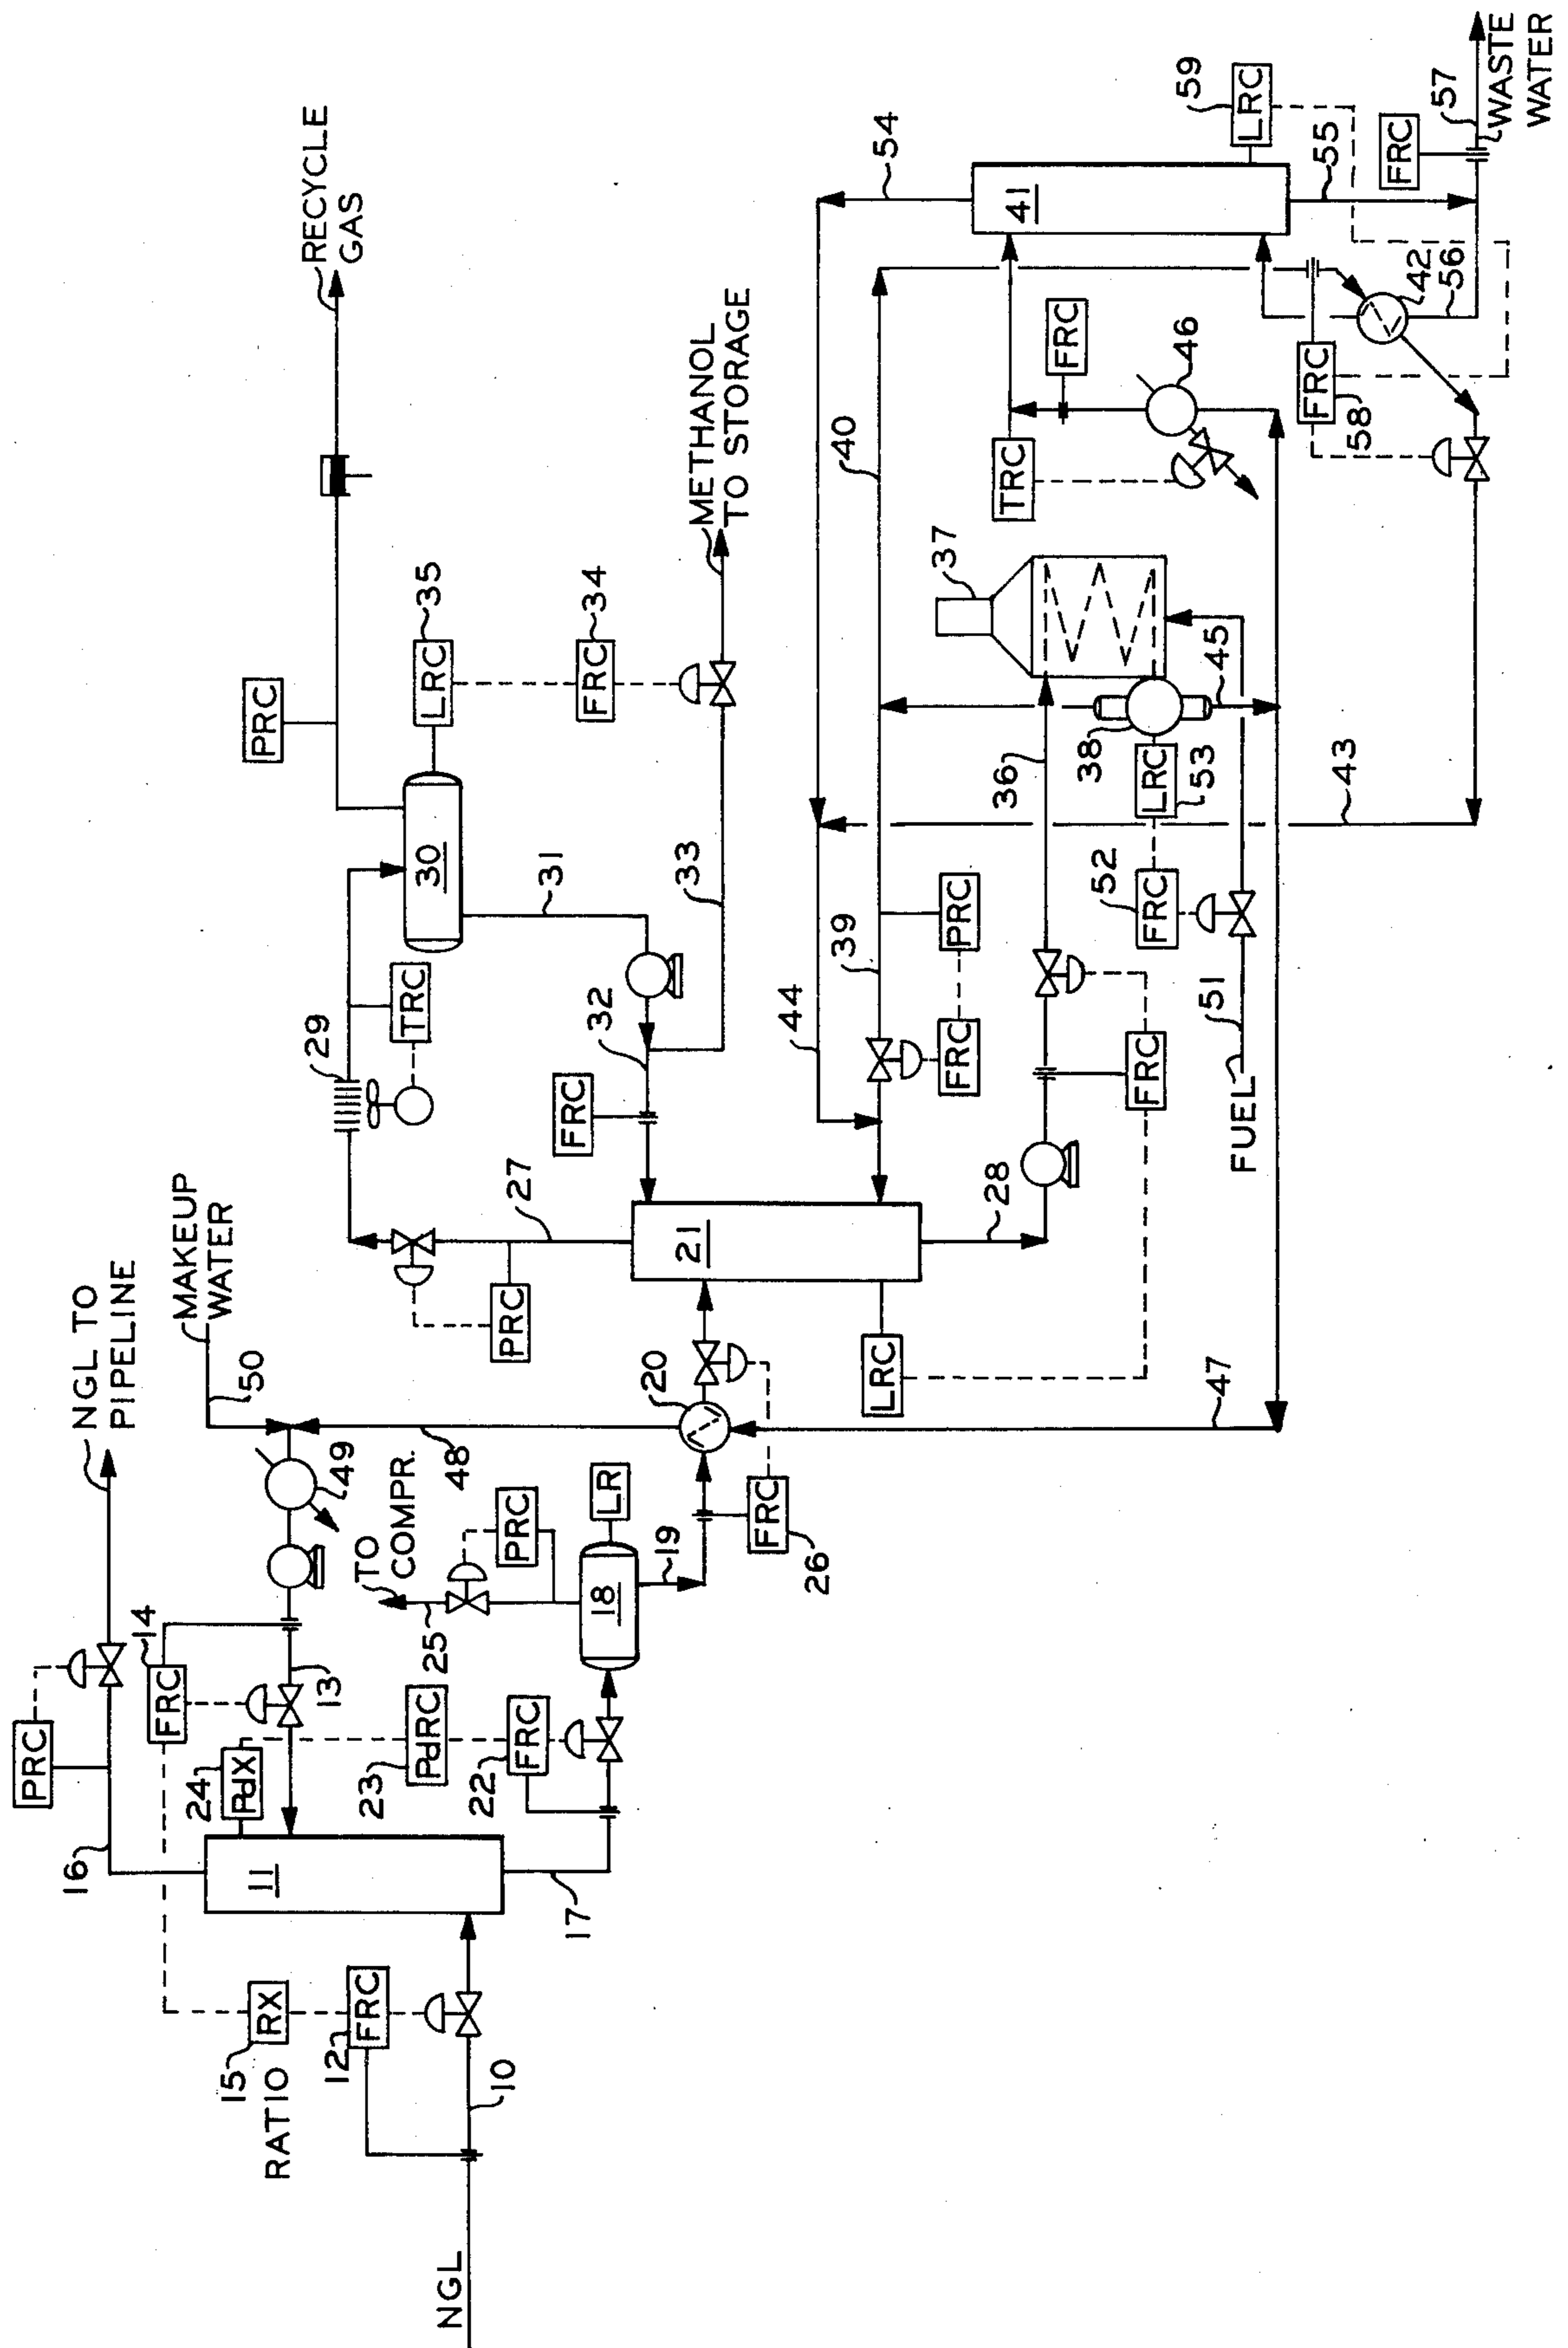 NGL
10
15
RX
RATIO
12
FRC
PRC
16
NGL TO
PIPELINE
14
FRC
13
24
PdX
23
PdRC
22
FRC
11
17
MAKEUP
WATER
50
49
48
TO
COMPR.
25
PRC
18
LR
19
20
FRC
26
47
PRC
27
21
LRC
28
29
TRC
30
31
PRC
LRC
35
FRC
34
RECYCLE
GAS
FRC
32
33
METHANOL
TO STORAGE
44
39
FRC
PRC
36
FRC
FUEL
51
FRC
52
LRC
53
38
37
45
43
40
TRC
FRC
46
54
41
LRC
59
55
FRC
58
42
56
FRC
57
WASTE
WATER